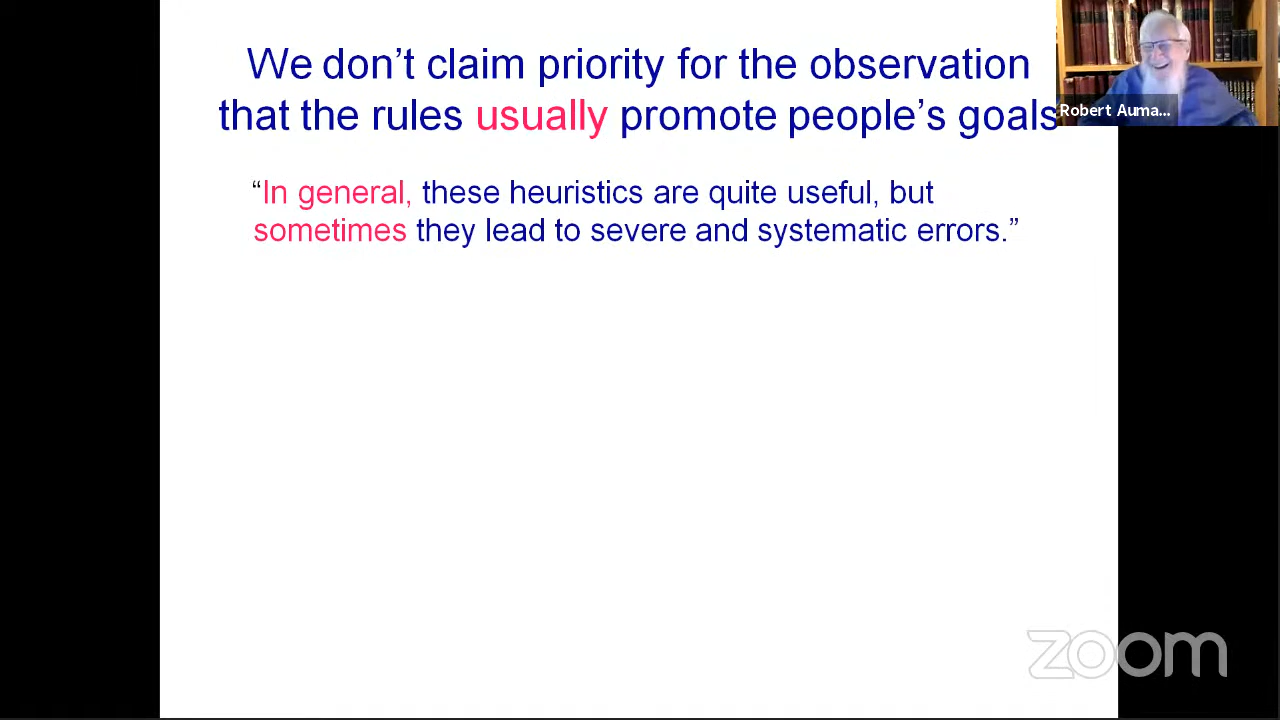 We don’t claim priority for the observation
that the rules usually promote people’s goals
“In general, these heuristics are quite useful, but
sometimes they lead to severe and systematic errors.”
Robert Auma...
zoom